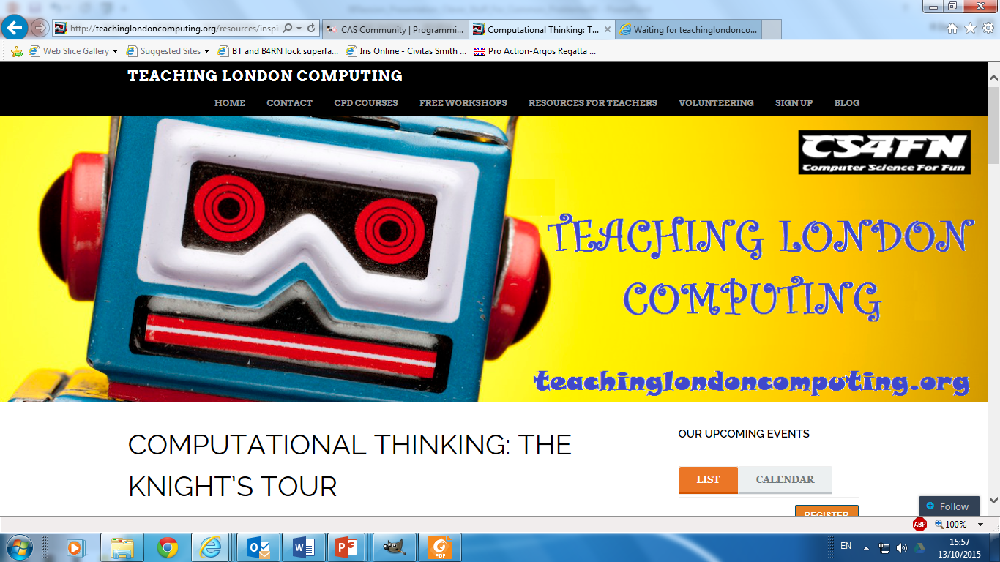 http://teachinglondoncomputing.org/resources/inspi
CAS Community | Programmi...
Computational Thinking: T...
Waiting for teachinglondonco...
Web Slice Gallery
Suggested Sites
BT and B4RN lock superfa...
Iris Online - Civitas Smith ...
Pro Action-Argos Regatta ...
TEACHING LONDON COMPUTING
HOME CONTACT CPD COURSES FREE WORKSHOPS RESOURCES FOR TEACHERS VOLUNTEERING SIGN UP BLOG
CS4FN
Computer Science For Fun
TEACHING LONDON
COMPUTING
teachinglondoncomputing.org
COMPUTATIONAL THINKING: THE
KNIGHT'S TOUR
OUR UPCOMING EVENTS
LIST CALENDAR
REGISTER
Follow
ABP 100%
PDF
EN
15:57
13/10/2015